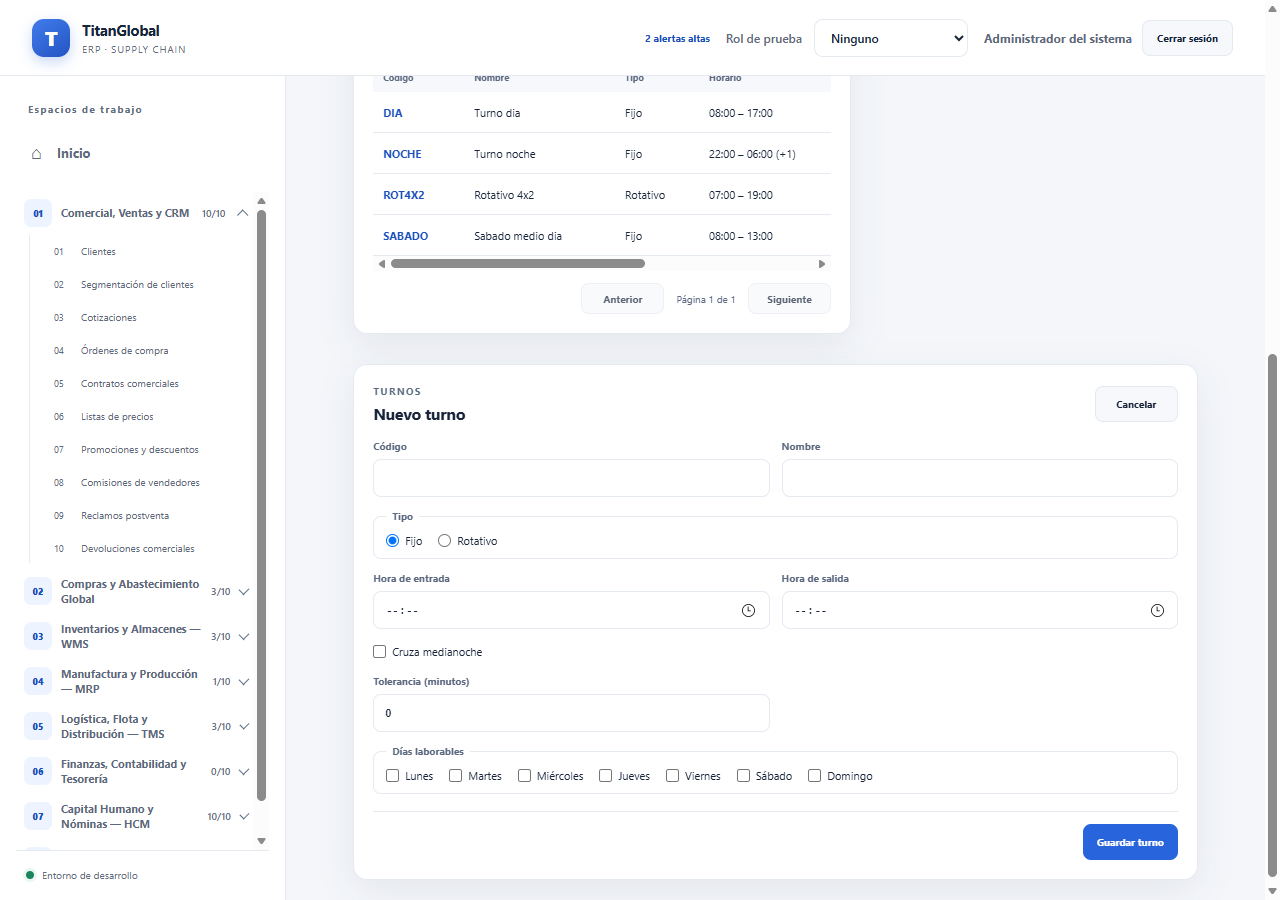 T
TitanGlobal
ERP · SUPPLY CHAIN
2 alertas altas
Rol de prueba
Ninguno
Administrador del sistema
Cerrar sesión
Espacios de trabajo
Inicio
01 Comercial, Ventas y CRM 10/10
01 Clientes
02 Segmentación de clientes
03 Cotizaciones
04 Órdenes de compra
05 Contratos comerciales
06 Listas de precios
07 Promociones y descuentos
08 Comisiones de vendedores
09 Reclamos postventa
10 Devoluciones comerciales
02 Compras y Abastecimiento Global 3/10
03 Inventarios y Almacenes — WMS 3/10
04 Manufactura y Producción — MRP 1/10
05 Logística, Flota y Distribución — TMS 3/10
06 Finanzas, Contabilidad y Tesorería 0/10
07 Capital Humano y Nóminas — HCM 10/10
Entorno de desarrollo
Código Nombre Tipo Horario
DIA Turno dia Fijo 08:00 – 17:00
NOCHE Turno noche Fijo 22:00 – 06:00 (+1)
ROT4X2 Rotativo 4x2 Rotativo 07:00 – 19:00
SABADO Sabado medio dia Fijo 08:00 – 13:00
Anterior Página 1 de 1 Siguiente
TURNOS
Nuevo turno
Cancelar
Código Nombre
Tipo
Fijo Rotativo
Hora de entrada Hora de salida
--:-- --:--
Cruza medianoche
Tolerancia (minutos)
0
Días laborables
Lunes Martes Miércoles Jueves Viernes Sábado Domingo
Guardar turno